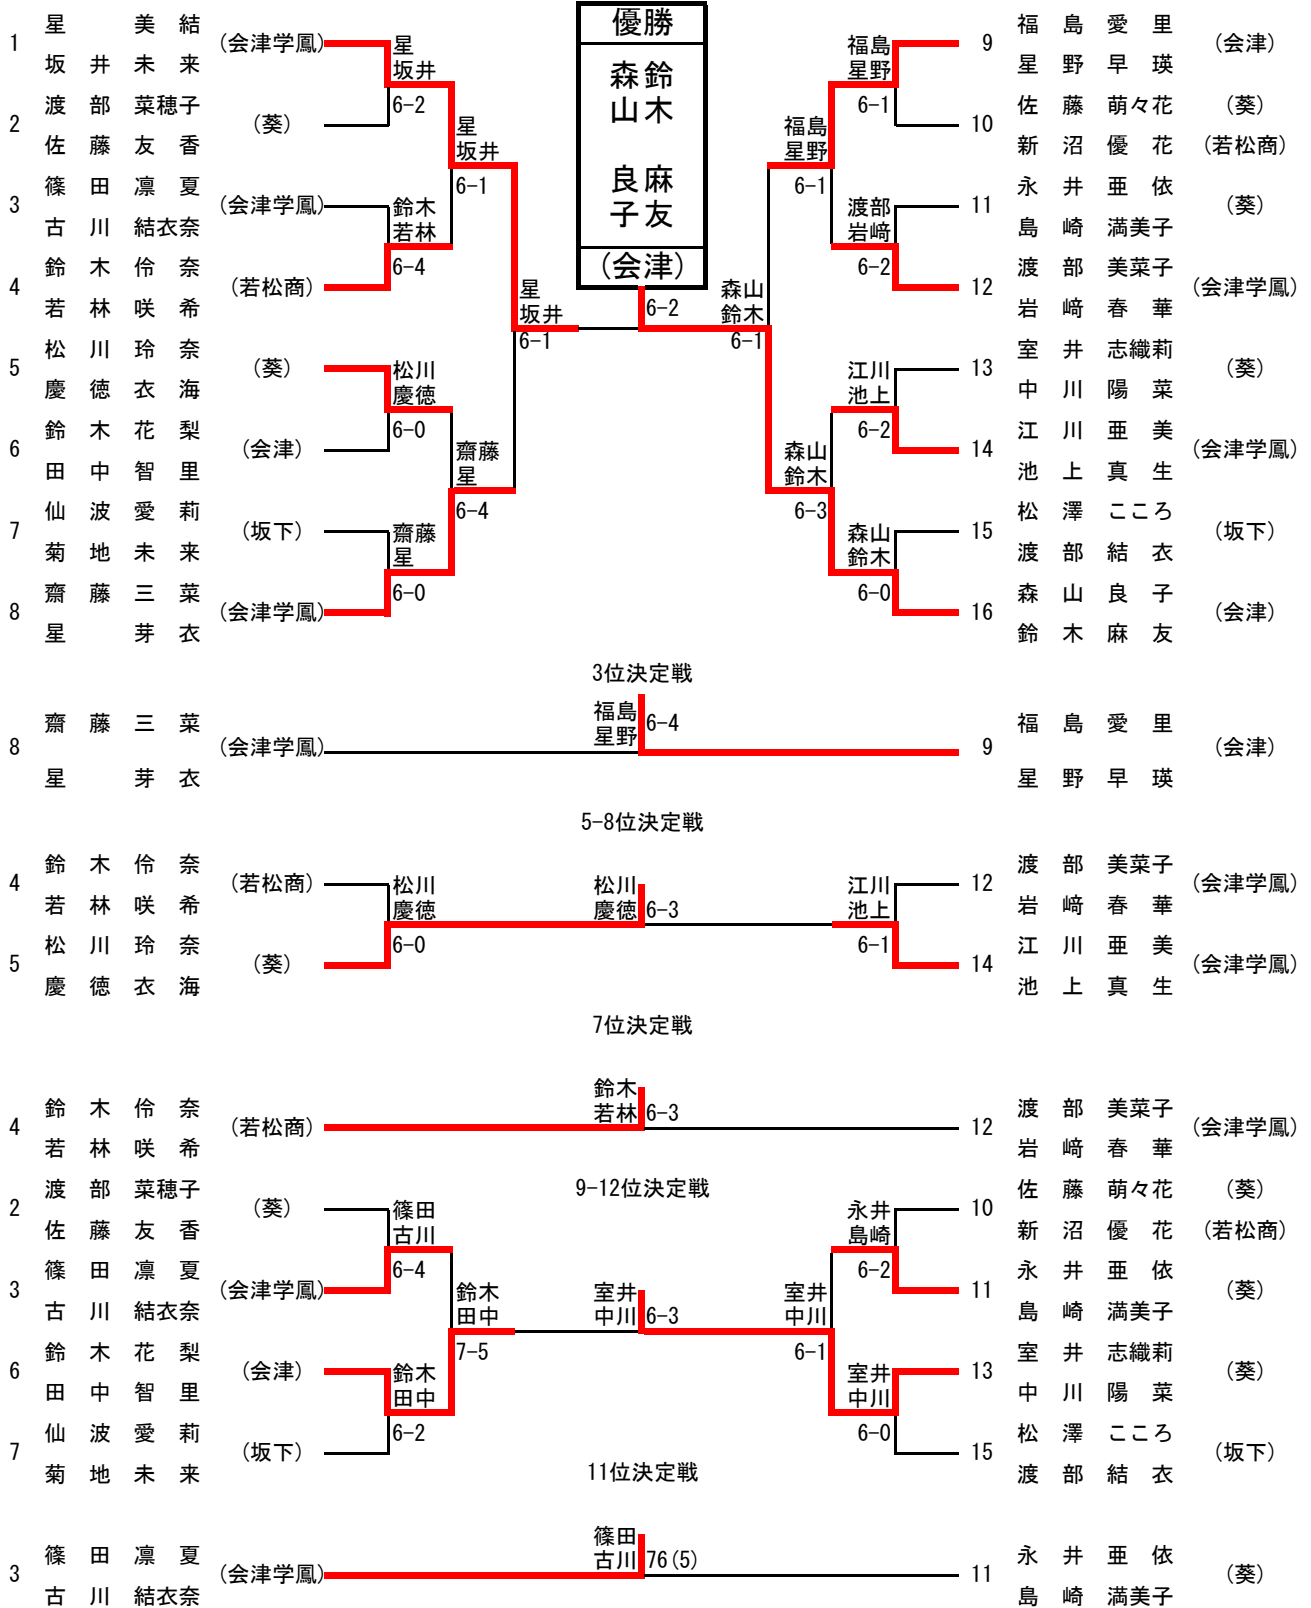 優勝
森 鈴
山 木
良 麻
子 友
(会津)
1 星 美 結 (会津学鳳)
坂 井 未 来
2 渡 部 菜穂子 (葵)
佐 藤 友 香
3 篠 田 凛 夏 (会津学鳳)
古 川 結衣奈
4 鈴 木 伶 奈 (若松商)
若 林 咲 希
5 松 川 玲 奈 (葵)
慶 徳 衣 海
6 鈴 木 花 梨 (会津)
田 中 智 里
7 仙 波 愛 莉 (坂下)
菊 地 未 来
8 齋 藤 三 菜 (会津学鳳)
星 芽 衣
星
坂井
6-2
鈴木
若林
6-4
松川
慶徳
6-0
齋藤
星
6-0
星
坂井
6-1
齋藤
星
6-4
星
坂井
6-1
6-2
森山
鈴木
6-1
福島
星野
6-1
森山
鈴木
6-3
福島
星野
6-1
渡部
岩﨑
6-2
江川
池上
6-2
森山
鈴木
6-0
9 福 島 愛 里 (会津)
星 野 早 瑛
10 佐 藤 萌々花 (葵)
新 沼 優 花 (若松商)
11 永 井 亜 依 (葵)
島 崎 満美子
12 渡 部 美菜子 (会津学鳳)
岩 﨑 春 華
13 室 井 志織莉 (葵)
中 川 陽 菜
14 江 川 亜 美 (会津学鳳)
池 上 真 生
15 松 澤 こころ (坂下)
渡 部 結 衣
16 森 山 良 子 (会津)
鈴 木 麻 友
3位決定戦
8 齋 藤 三 菜 (会津学鳳)
星 芽 衣
福島
星野
6-4
9 福 島 愛 里 (会津)
星 野 早 瑛
5-8位決定戦
4 鈴 木 伶 奈 (若松商)
若 林 咲 希
5 松 川 玲 奈 (葵)
慶 徳 衣 海
松川
慶徳
6-0
松川
慶徳
6-3
江川
池上
6-1
12 渡 部 美菜子 (会津学鳳)
岩 﨑 春 華
14 江 川 亜 美 (会津学鳳)
池 上 真 生
7位決定戦
4 鈴 木 伶 奈 (若松商)
若 林 咲 希
鈴木
若林
6-3
12 渡 部 美菜子 (会津学鳳)
岩 﨑 春 華
9-12位決定戦
2 渡 部 菜穂子 (葵)
佐 藤 友 香
3 篠 田 凛 夏 (会津学鳳)
古 川 結衣奈
6 鈴 木 花 梨 (会津)
田 中 智 里
7 仙 波 愛 莉 (坂下)
菊 地 未 来
篠田
古川
6-4
鈴木
田中
6-2
鈴木
田中
7-5
室井
中川
6-3
室井
中川
6-1
永井
島崎
6-2
室井
中川
6-0
10 佐 藤 萌々花 (葵)
新 沼 優 花 (若松商)
11 永 井 亜 依 (葵)
島 崎 満美子
13 室 井 志織莉 (葵)
中 川 陽 菜
15 松 澤 こころ (坂下)
渡 部 結 衣
11位決定戦
3 篠 田 凛 夏 (会津学鳳)
古 川 結衣奈
篠田
古川
76(5)
11 永 井 亜 依 (葵)
島 崎 満美子